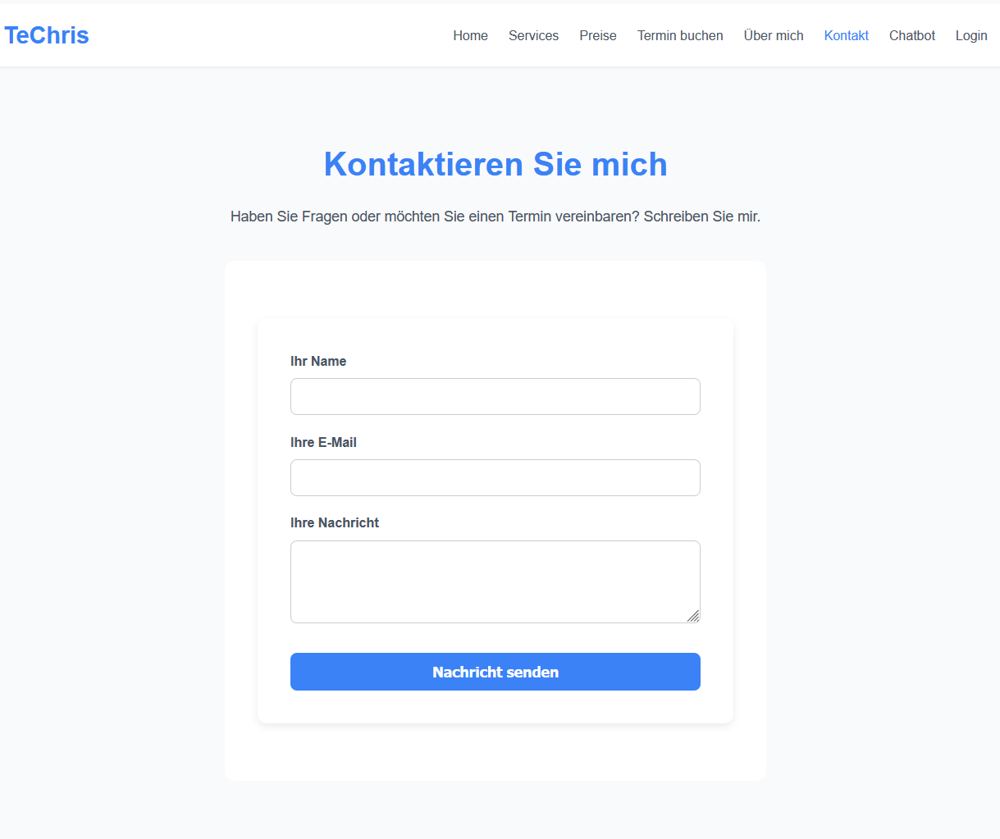 TeChris
Home Services Preise Termin buchen Über mich Kontakt Chatbot Login
Kontaktieren Sie mich
Haben Sie Fragen oder möchten Sie einen Termin vereinbaren? Schreiben Sie mir.
Ihr Name
Ihre E-Mail
Ihre Nachricht
Nachricht senden